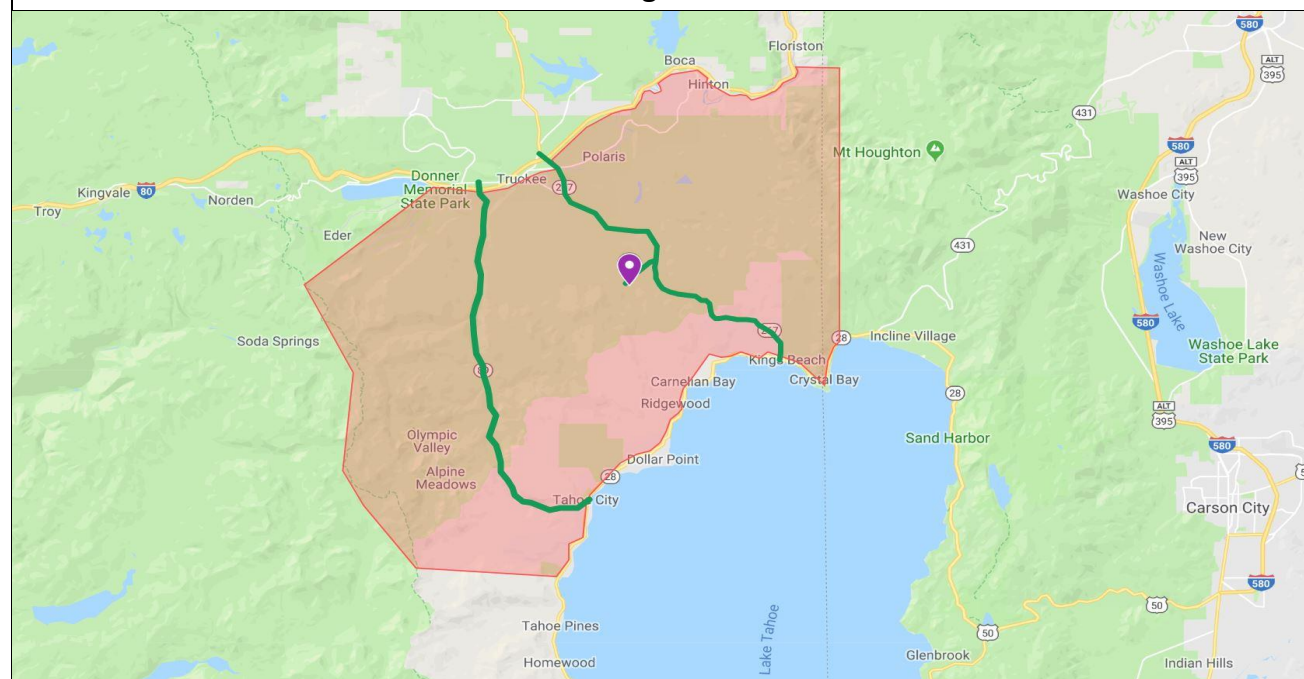 580
Floriston
ALT
395
Boca
Hinton
431
Mt Houghton
580
ALT
395
Polaris
Truckee
267
Donner
Memorial
State Park
Kingvale
80
Norden
Troy
Washoe City
Eder
431
New
Washoe City
Washoe Lake
Soda Springs
580
267
28
Incline Village
Washoe Lake
State Park
Kings Beach
Carnelian Bay
Crystal Bay
89
28
Ridgewood
ALT
395
Olympic
Valley
Sand Harbor
580
Dollar Point
Alpine
Meadows
28
Tahoe City
Carson City
580
50
Tahoe Pines
50
Lake Tahoe
Homewood
Glenbrook
Indian Hills